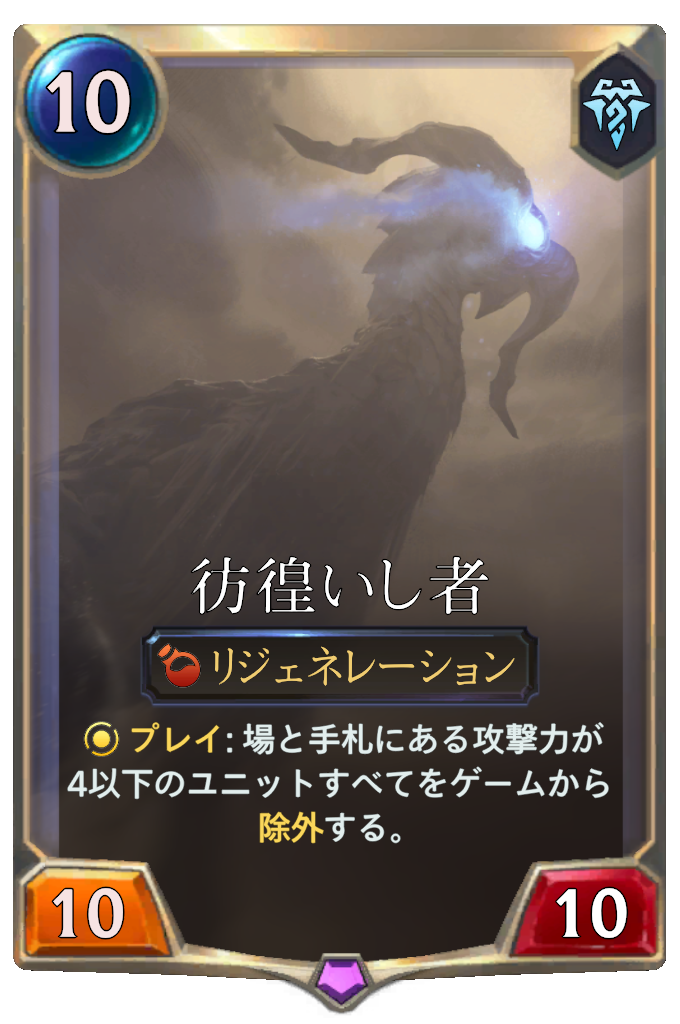 10
彷徨いし者
リジェネレーション
プレイ: 場と手札にある攻撃力が
4以下のユニットすべてをゲームから
除外する。
10
10